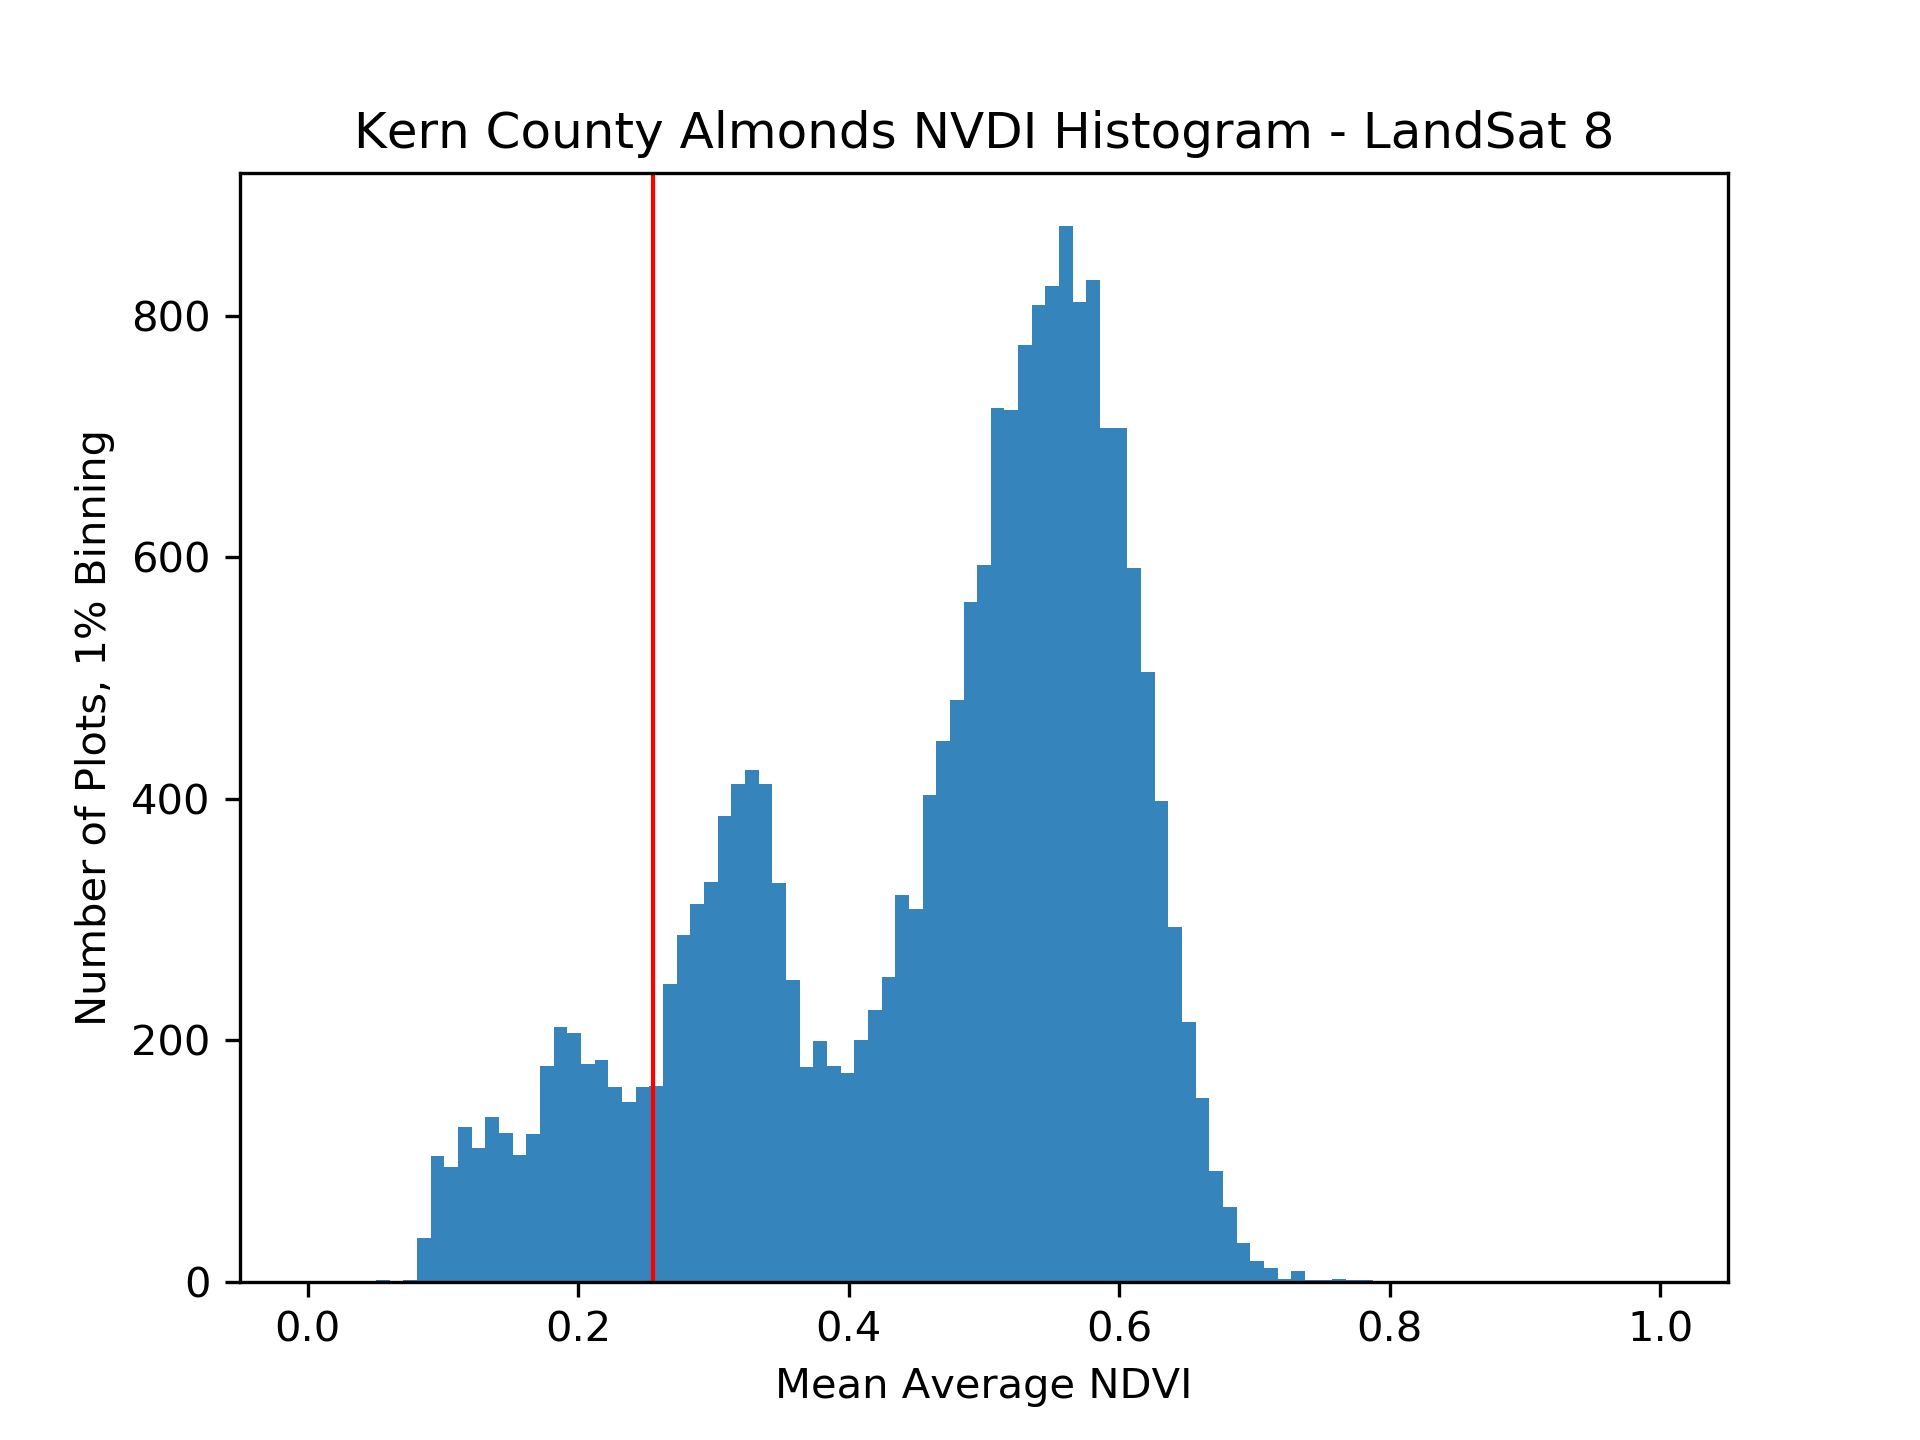 Kern County Almonds NVDI Histogram - LandSat 8
800
600
400
200
0
Number of Plots, 1% Binning
0.0 0.2 0.4 0.6 0.8 1.0
Mean Average NDVI